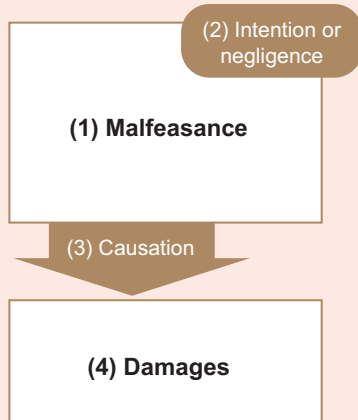 (2) Intention or
negligence
(1) Malfeasance
(3) Causation
(4) Damages